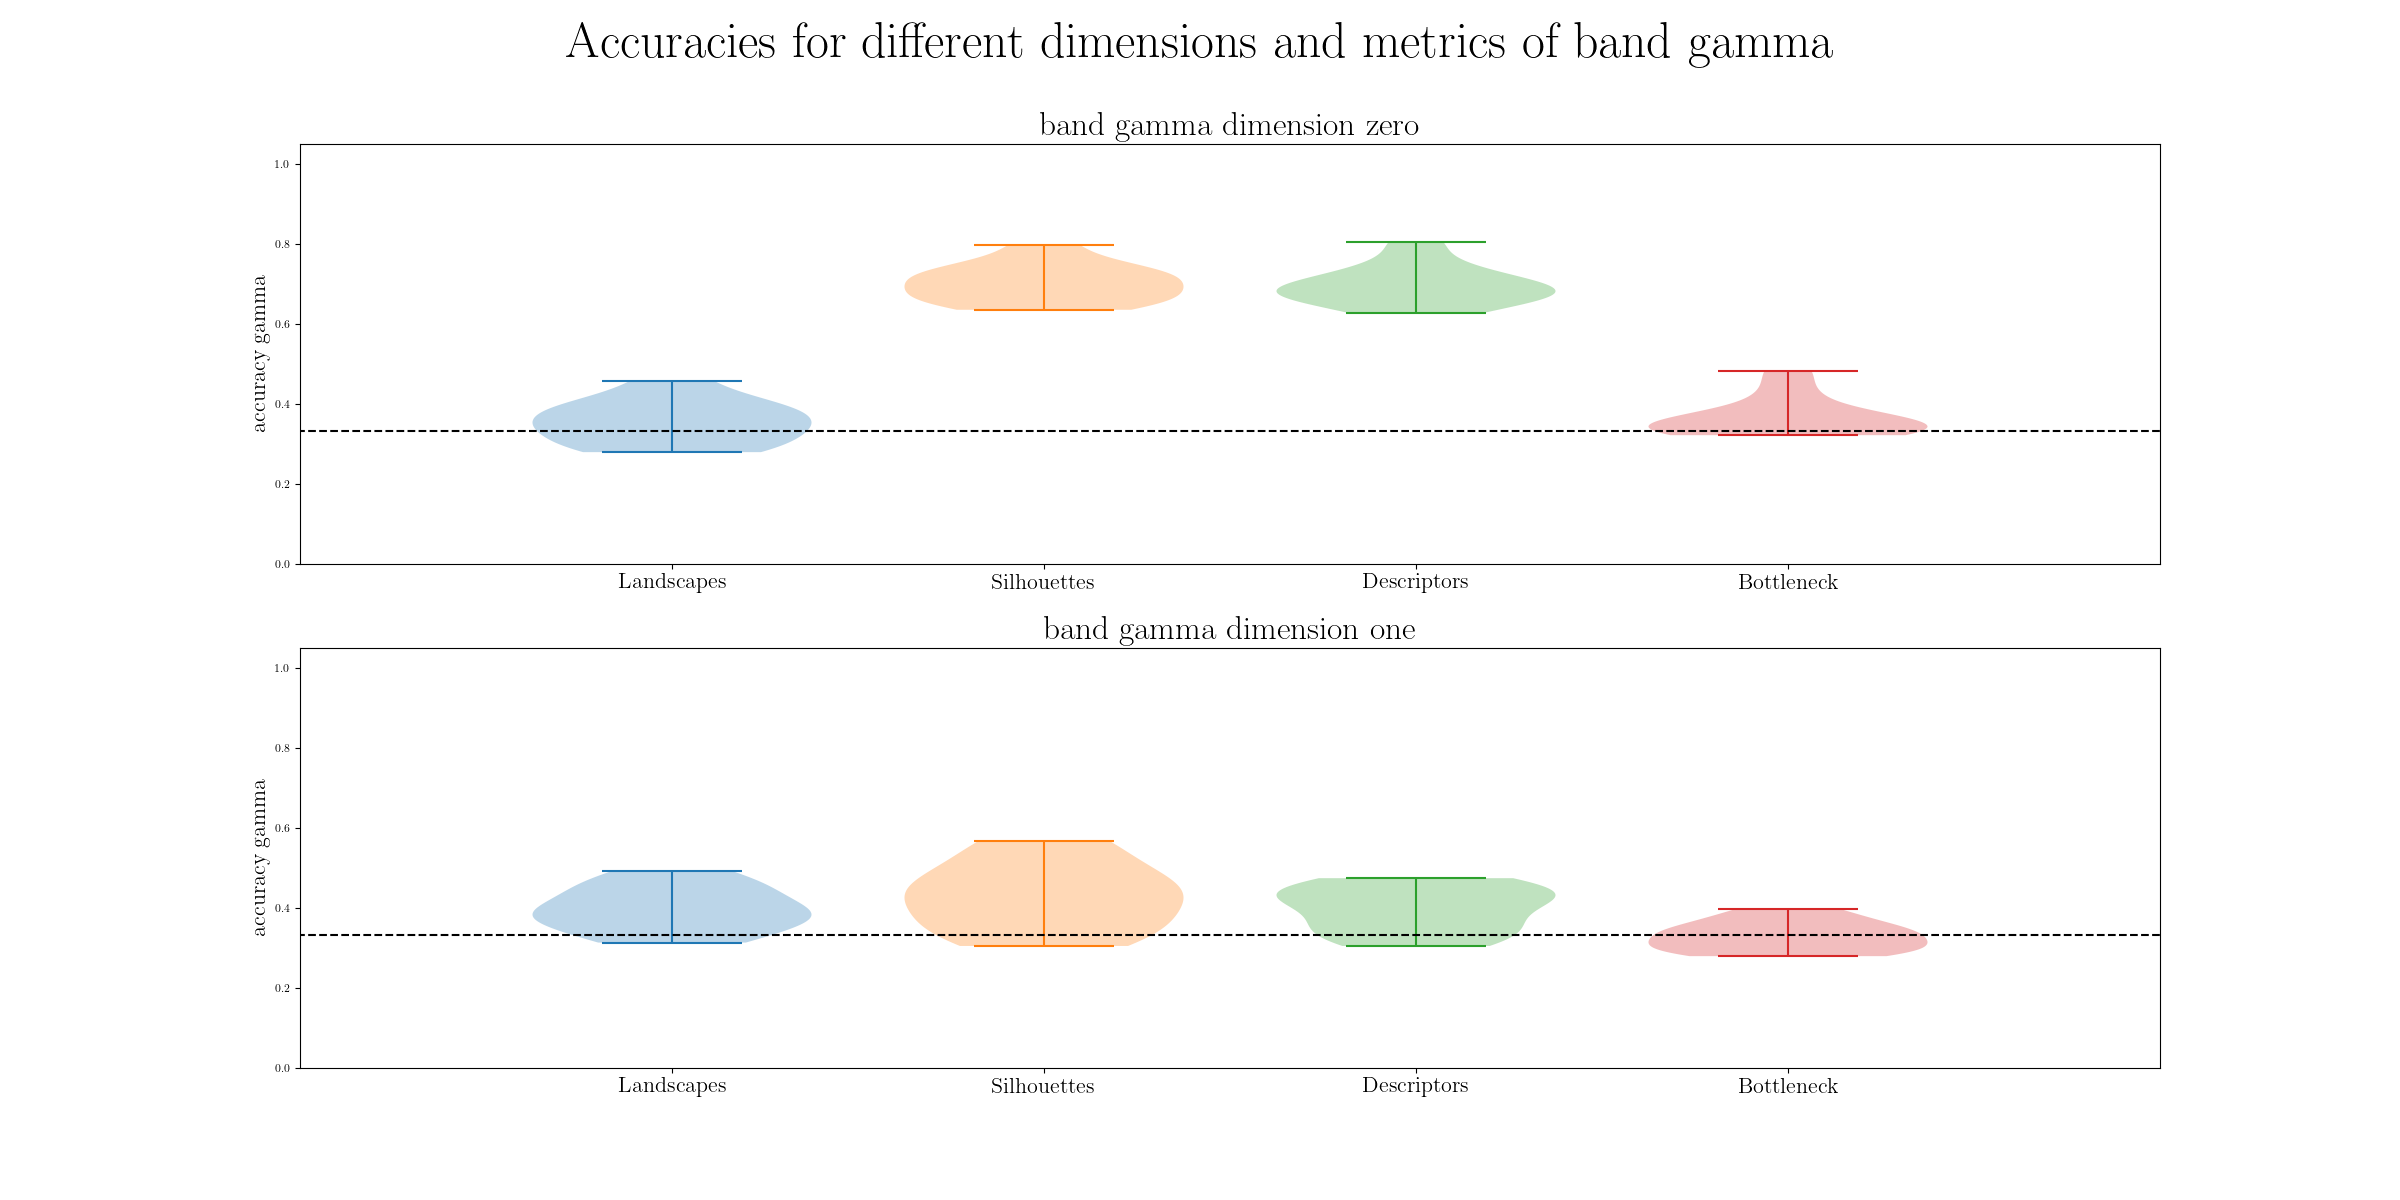 Accuracies for different dimensions and metrics of band gamma
band gamma dimension zero
accuracy gamma
1.0
0.8
0.6
0.4
0.2
0.0
Landscapes Silhouettes Descriptors Bottleneck
band gamma dimension one
accuracy gamma
1.0
0.8
0.6
0.4
0.2
0.0
Landscapes Silhouettes Descriptors Bottleneck